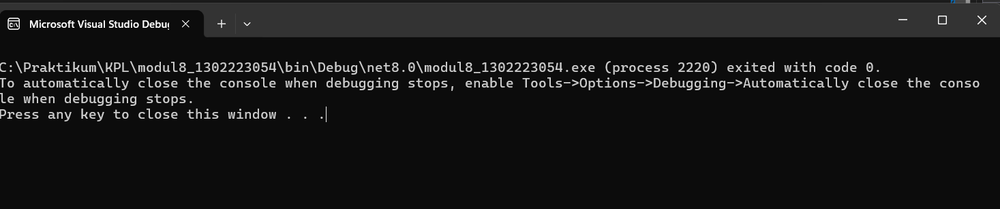 Microsoft Visual Studio Debug
C:\Praktikum\KPL\modul8_1302223054\bin\Debug\net8.0\modul8_1302223054.exe (process 2220) exited with code 0.
To automatically close the console when debugging stops, enable Tools->Options->Debugging->Automatically close the conso
le when debugging stops.
Press any key to close this window . . .